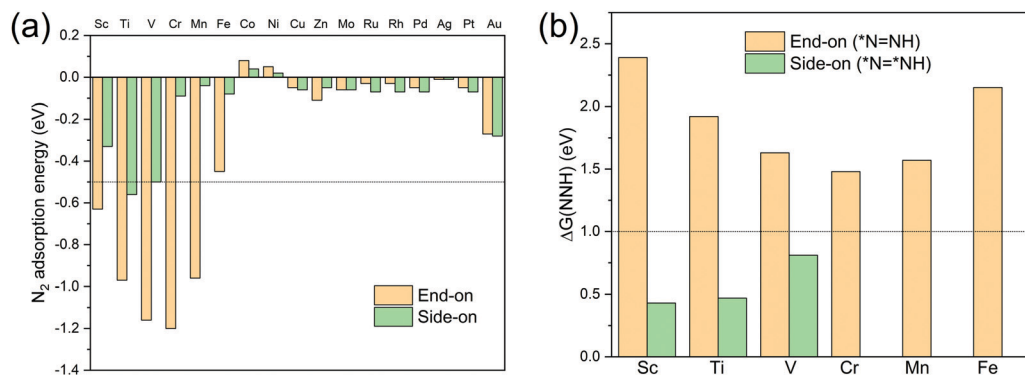 (a)
Sc Ti V Cr Mn Fe Co Ni Cu Zn Mo Ru Rh Pd Ag Pt Au
N₂ adsorption energy (eV)
0.2
0.0
-0.2
-0.4
-0.6
-0.8
-1.0
-1.2
-1.4
End-on
Side-on
(b)
ΔG(NNH) (eV)
2.5
2.0
1.5
1.0
0.5
0.0
End-on (*N=NH)
Side-on (*N=*NH)
Sc Ti V Cr Mn Fe